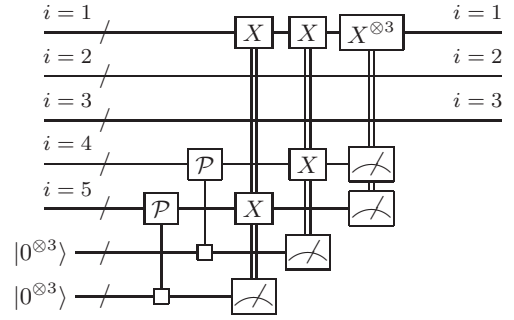 i = 1 X X X⊗3 i = 1
i = 2 i = 2
i = 3 i = 3
i = 4 𝒫 X
i = 5 𝒫 X
|0⊗3⟩
|0⊗3⟩